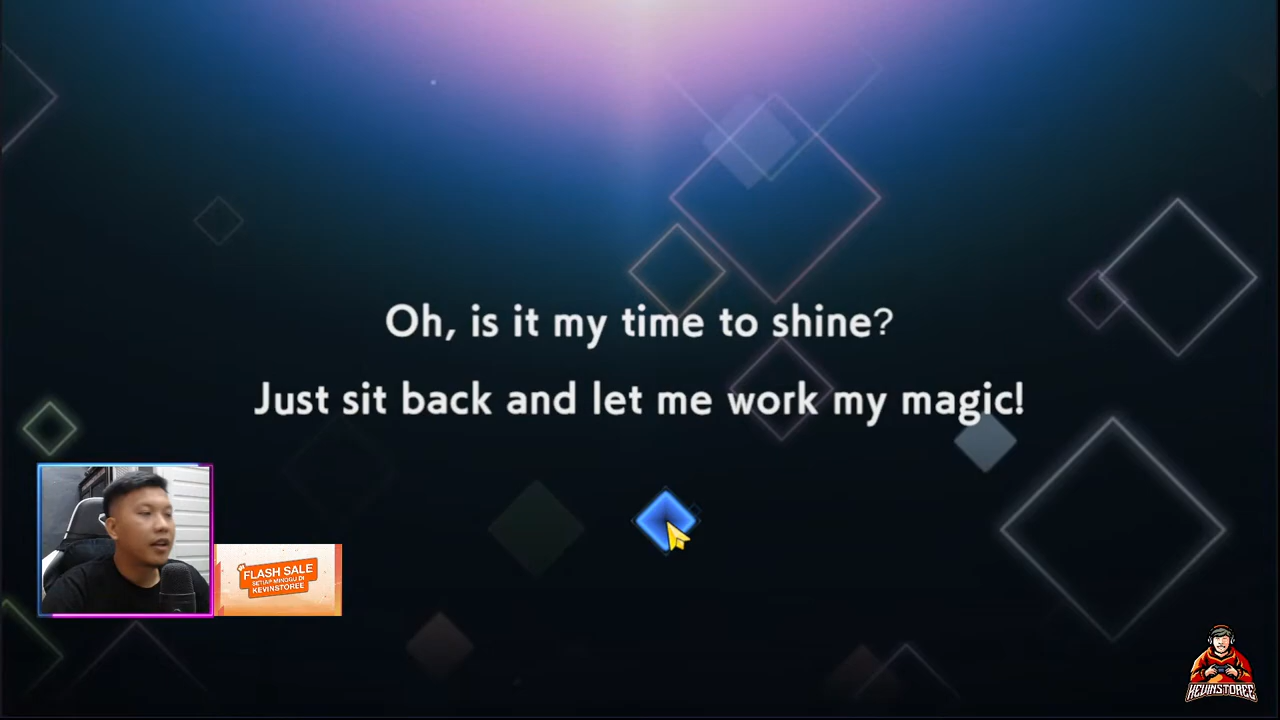 Oh, is it my time to shine?
Just sit back and let me work my magic!
FLASH SALE
SETIAP MINGGU DI
KEVINSTOREE
KEVINSTOREE